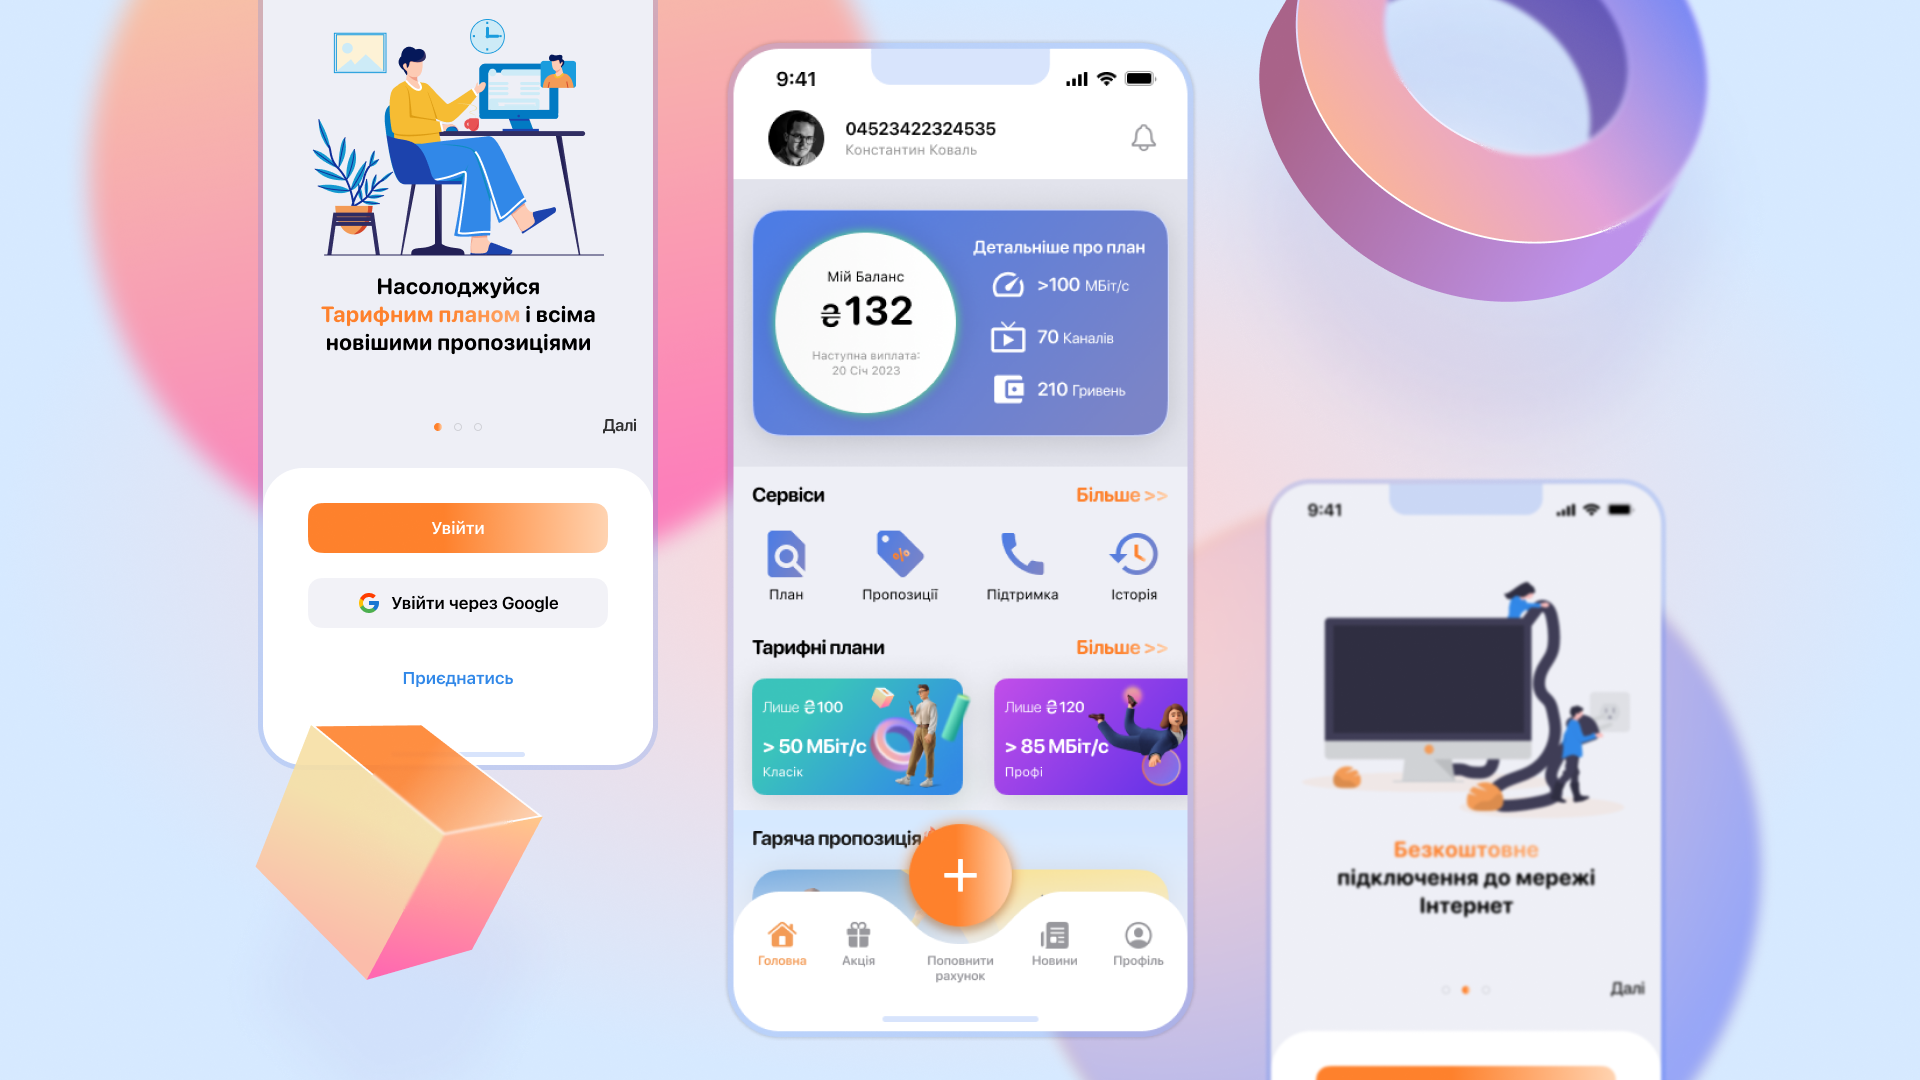 Насолоджуйся
Тарифним планом і всіма
новішими пропозиціями
Далі
Увійти
Увійти через Google
Приєднатись
9:41
04523422324535
Константин Коваль
Мій Баланс
₴132
Наступна виплата:
20 Січ 2023
Детальніше про план
>100 МБіт/с
70 Каналів
210 Гривень
Сервіси
Більше >>
План
Пропозиції
Підтримка
Історія
Тарифні плани
Більше >>
Лише ₴100
> 50 МБіт/с
Класік
Лише ₴120
> 85 МБіт/с
Профі
Гаряча пропозиція
Головна
Акція
Поповнити
рахунок
Новини
Профіль
9:41
Безкоштовне
підключення до мережі
Інтернет
Далі